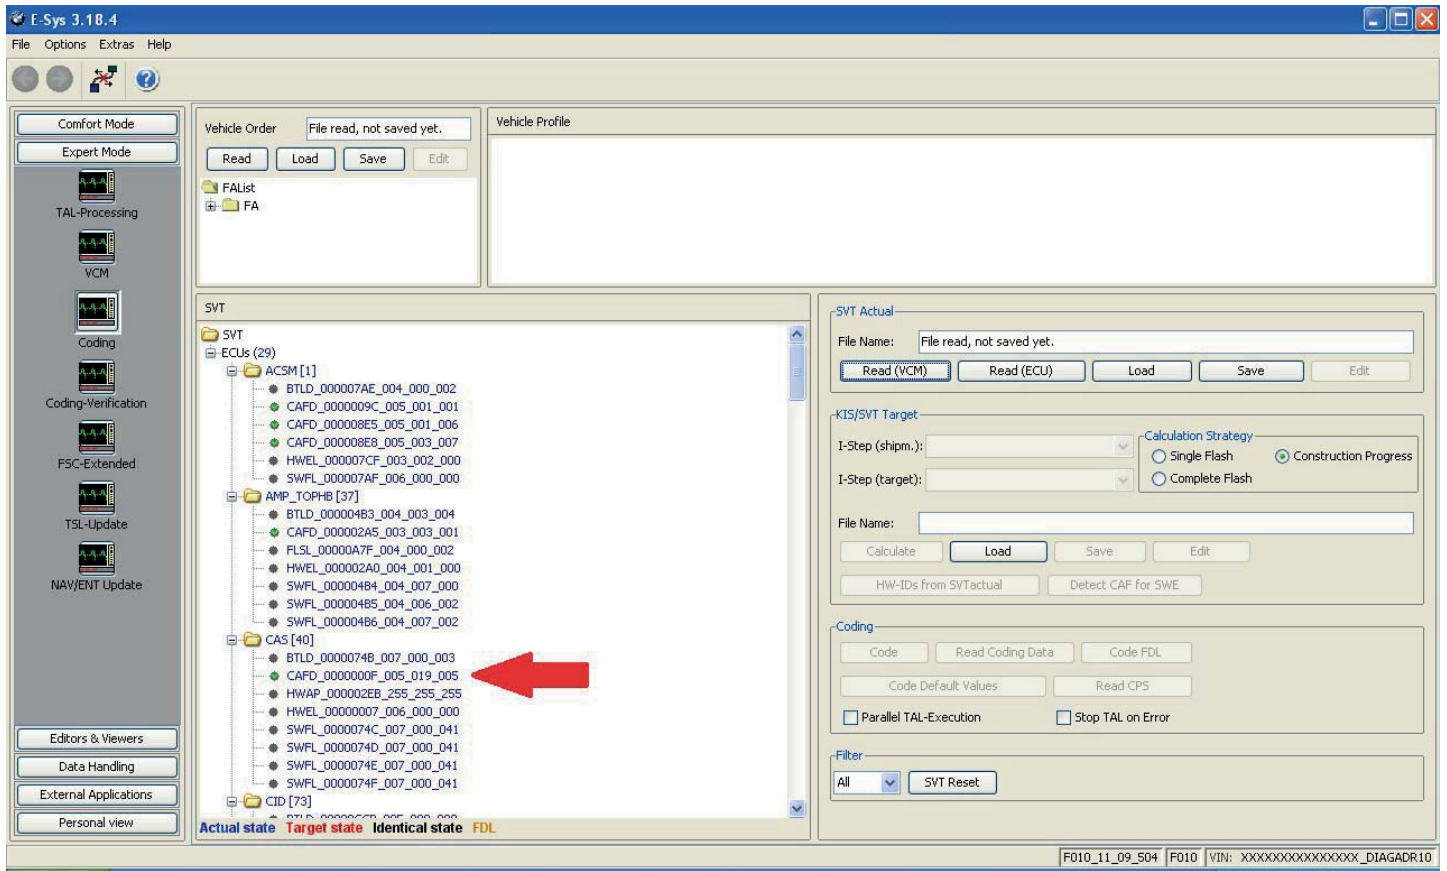 E-Sys 3.18.4
File Options Extras Help
Comfort Mode
Expert Mode
TAL-Processing
VCM
Coding
Coding-Verification
FSC-Extended
TSL-Update
NAV/ENT Update
Editors & Viewers
Data Handling
External Applications
Personal view
Vehicle Order File read, not saved yet.
Read Load Save Edit
FAList
FA
Vehicle Profile
SVT
SVT
ECUs (29)
ACSM [1]
BTLD_000007AE_004_000_002
CAFD_0000009C_005_001_001
CAFD_000008E5_005_001_006
CAFD_000008E8_005_003_007
HWEL_000007CF_003_002_000
SWFL_000007AF_006_000_000
AMP_TOPHB [37]
BTLD_000004B3_004_003_004
CAFD_000002A5_003_003_001
FLSL_00000A7F_004_000_002
HWEL_000002A0_004_001_000
SWFL_000004B4_004_007_000
SWFL_000004B5_004_006_002
SWFL_000004B6_004_007_002
CAS [40]
BTLD_0000074B_007_000_003
CAFD_0000000F_005_019_005
HWAP_000002EB_255_255_255
HWEL_00000007_006_000_000
SWFL_0000074C_007_000_041
SWFL_0000074D_007_000_041
SWFL_0000074E_007_000_041
SWFL_0000074F_007_000_041
CID [73]
Actual state Target state Identical state FDL
SVT Actual
File Name: File read, not saved yet.
Read (VCM) Read (ECU) Load Save Edit
KIS/SVT Target
I-Step (shipm.):
I-Step (target):
Calculation Strategy
Single Flash Construction Progress
Complete Flash
File Name:
Calculate Load Save Edit
HW-IDs from SVTactual Detect CAF for SWE
Coding
Code Read Coding Data Code FDL
Code Default Values Read CPS
Parallel TAL-Execution Stop TAL on Error
Filter
All SVT Reset
F010_11_09_504 F010 VIN: XXXXXXXXXXXXXXX_DIAGADR10